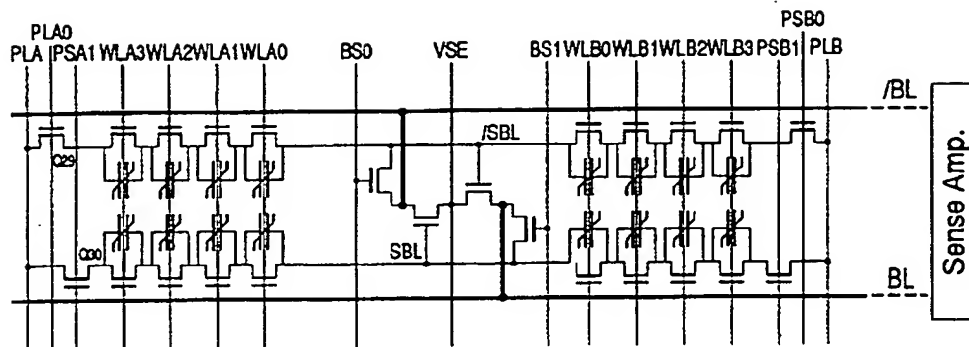 PLA0 PSB0
PLA PSA1 WLA3 WLA2 WLA1 WLA0 BS0 VSE BS1 WLB0 WLB1 WLB2 WLB3 PSB1 PLB
/BL
Q29
/SBL
Sense Amp.
Q30
SBL
BL